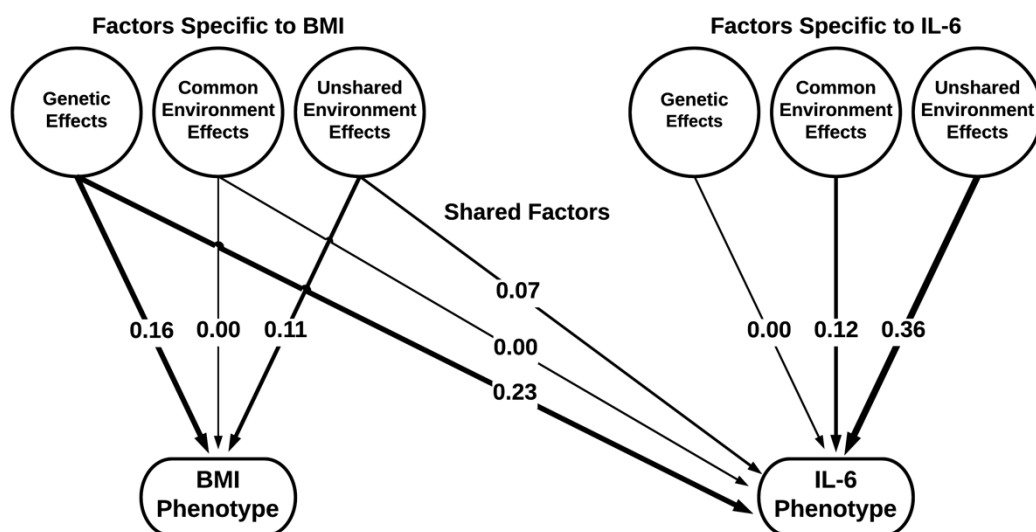 Factors Specific to BMI
Factors Specific to IL-6
Genetic
Effects
Common
Environment
Effects
Unshared
Environment
Effects
Genetic
Effects
Common
Environment
Effects
Unshared
Environment
Effects
Shared Factors
0.07
0.16
0.00
0.11
0.00
0.12
0.36
0.00
0.23
BMI
Phenotype
IL-6
Phenotype